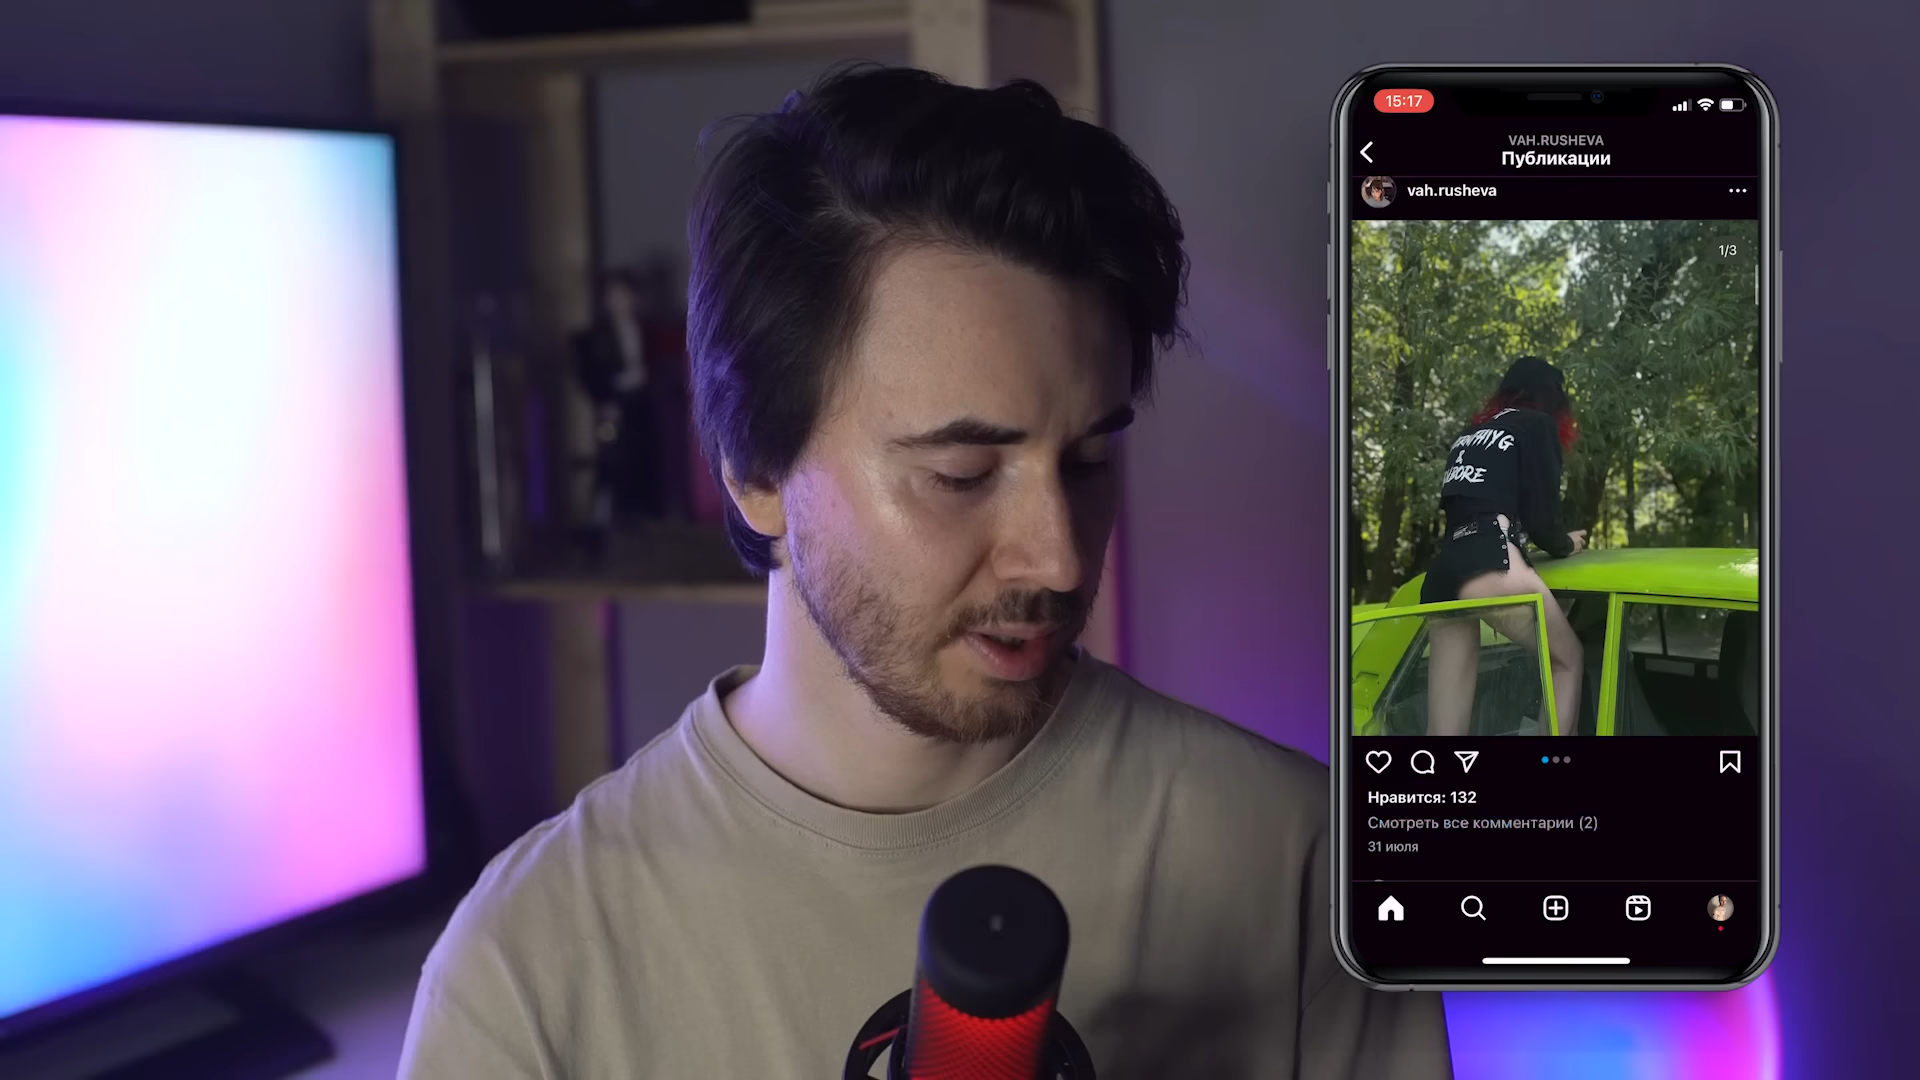 15:17
VAH.RUSHEVA
Публикации
vah.rusheva
1/3
&
Нравится: 132
Смотреть все комментарии (2)
31 июля